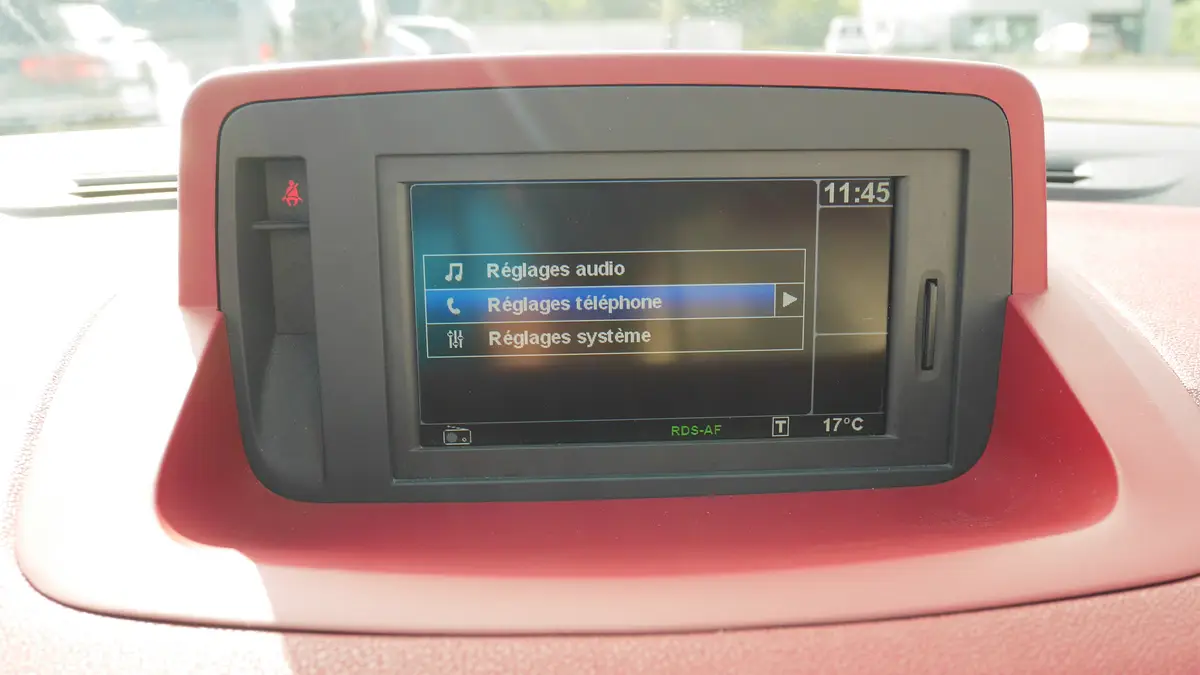 11:45
Réglages audio
Réglages téléphone
Réglages système
RDS-AF T 17°C